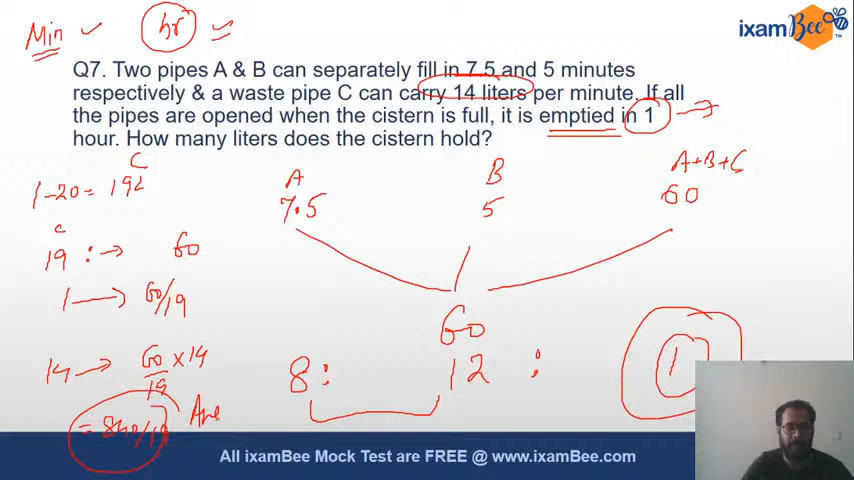 Min hr
ixamBee
TM
Q7. Two pipes A & B can separately fill in 7.5 and 5 minutes
respectively & a waste pipe C can carry 14 liters per minute. If all
the pipes are opened when the cistern is full, it is emptied in 1
hour. How many liters does the cistern hold?
C
1-20=
A B A+B+C
7.5 5 60
C
19 : → 60
1 → 60/19
60
14 → 60/19 × 14
8 : 12 : 1
= 840/19 Ans
All ixamBee Mock Test are FREE @ www.ixamBee.com